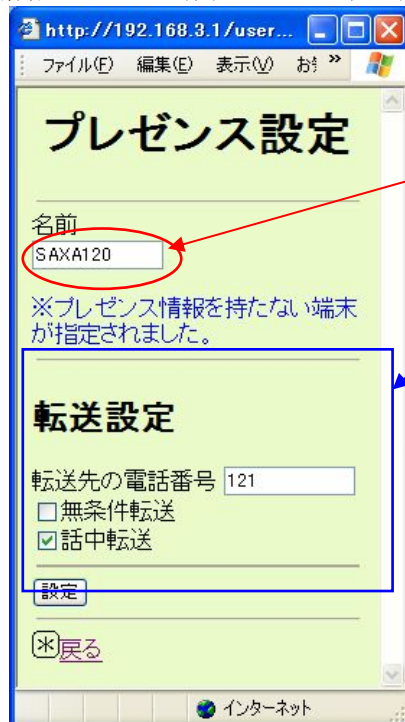 http://192.168.3.1/user...
ファイル(F) 編集(E) 表示(V) »
プレゼンス設定
名前
SAXA120
※プレゼンス情報を持たない端末
が指定されました。
転送設定
転送先の電話番号 121
無条件転送
話中転送
設定
*戻る
インターネット